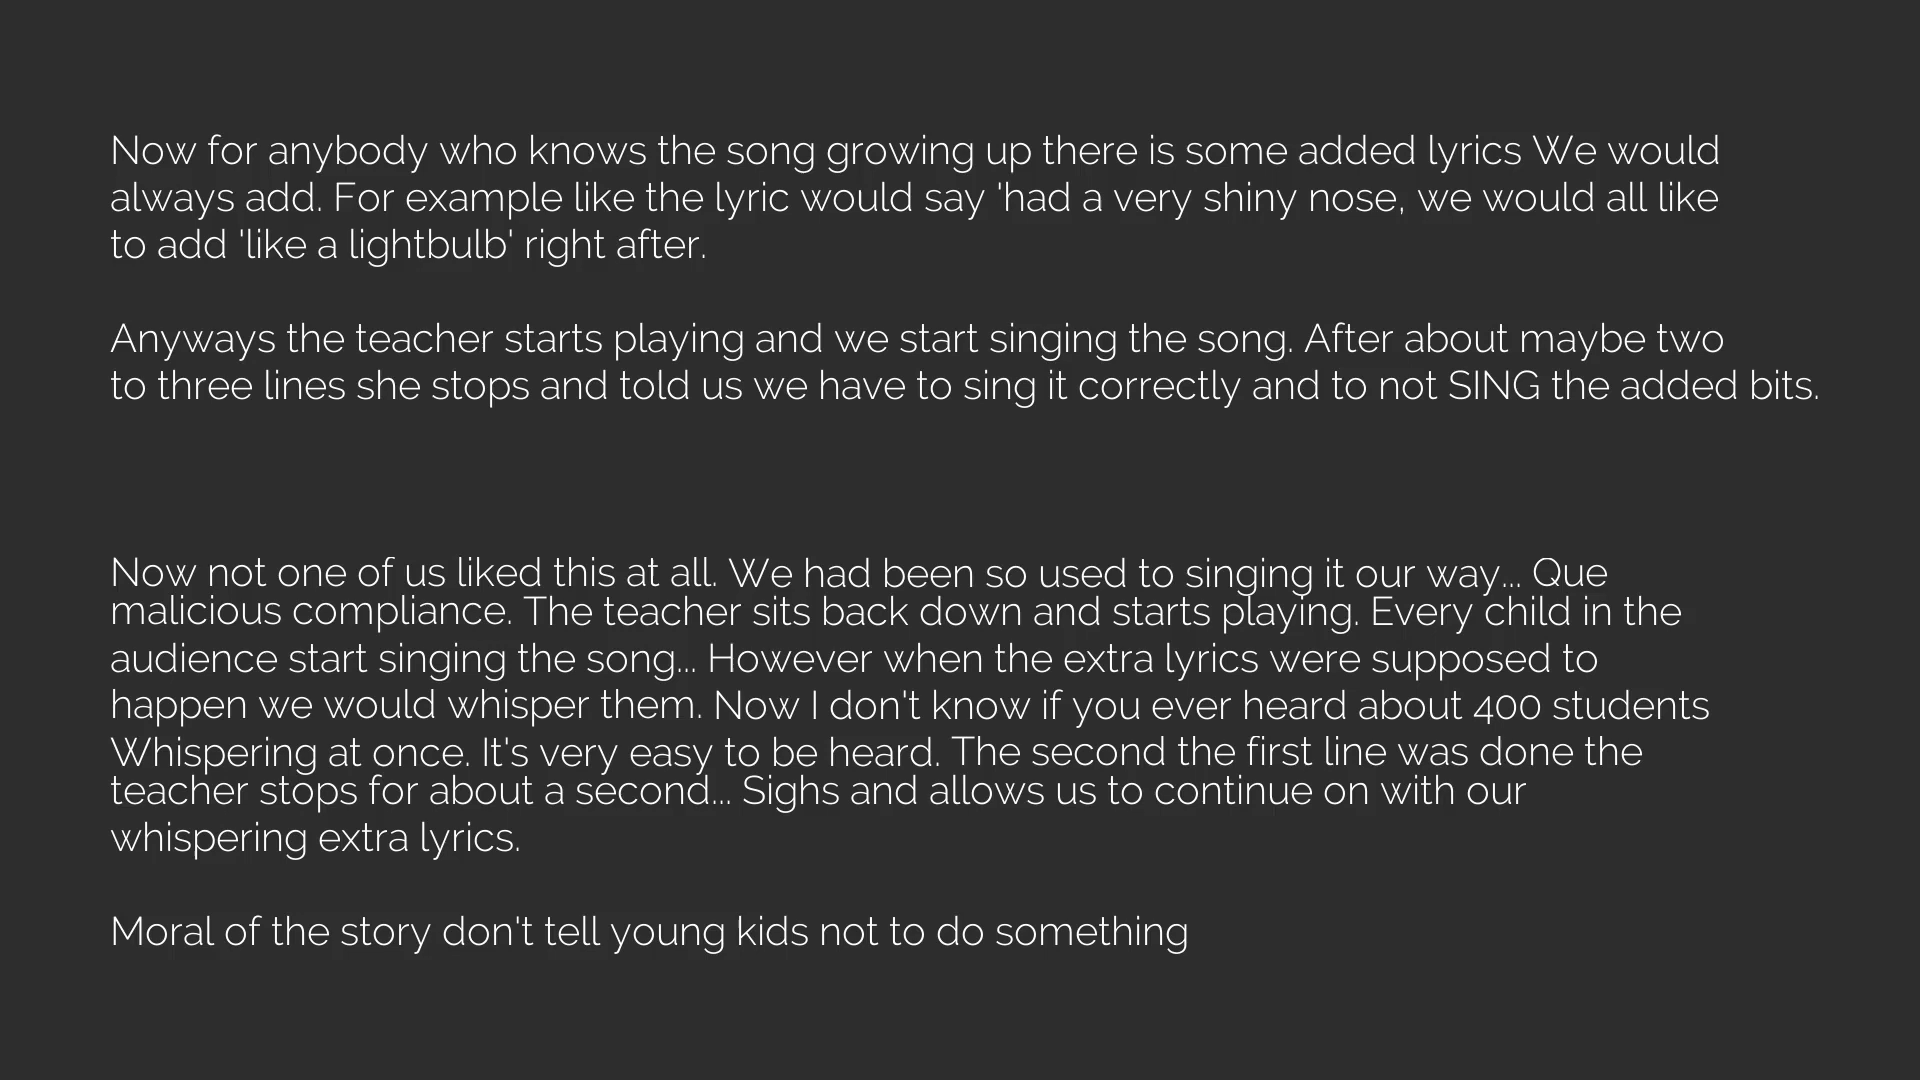 Now for anybody who knows the song growing up there is some added lyrics We would
always add. For example like the lyric would say 'had a very shiny nose, we would all like
to add 'like a lightbulb' right after.
Anyways the teacher starts playing and we start singing the song. After about maybe two
to three lines she stops and told us we have to sing it correctly and to not SING the added bits.
Now not one of us liked this at all. We had been so used to singing it our way... Que
malicious compliance. The teacher sits back down and starts playing. Every child in the
audience start singing the song... However when the extra lyrics were supposed to
happen we would whisper them. Now I don't know if you ever heard about 400 students
Whispering at once. It's very easy to be heard. The second the first line was done the
teacher stops for about a second... Sighs and allows us to continue on with our
whispering extra lyrics.
Moral of the story don't tell young kids not to do something